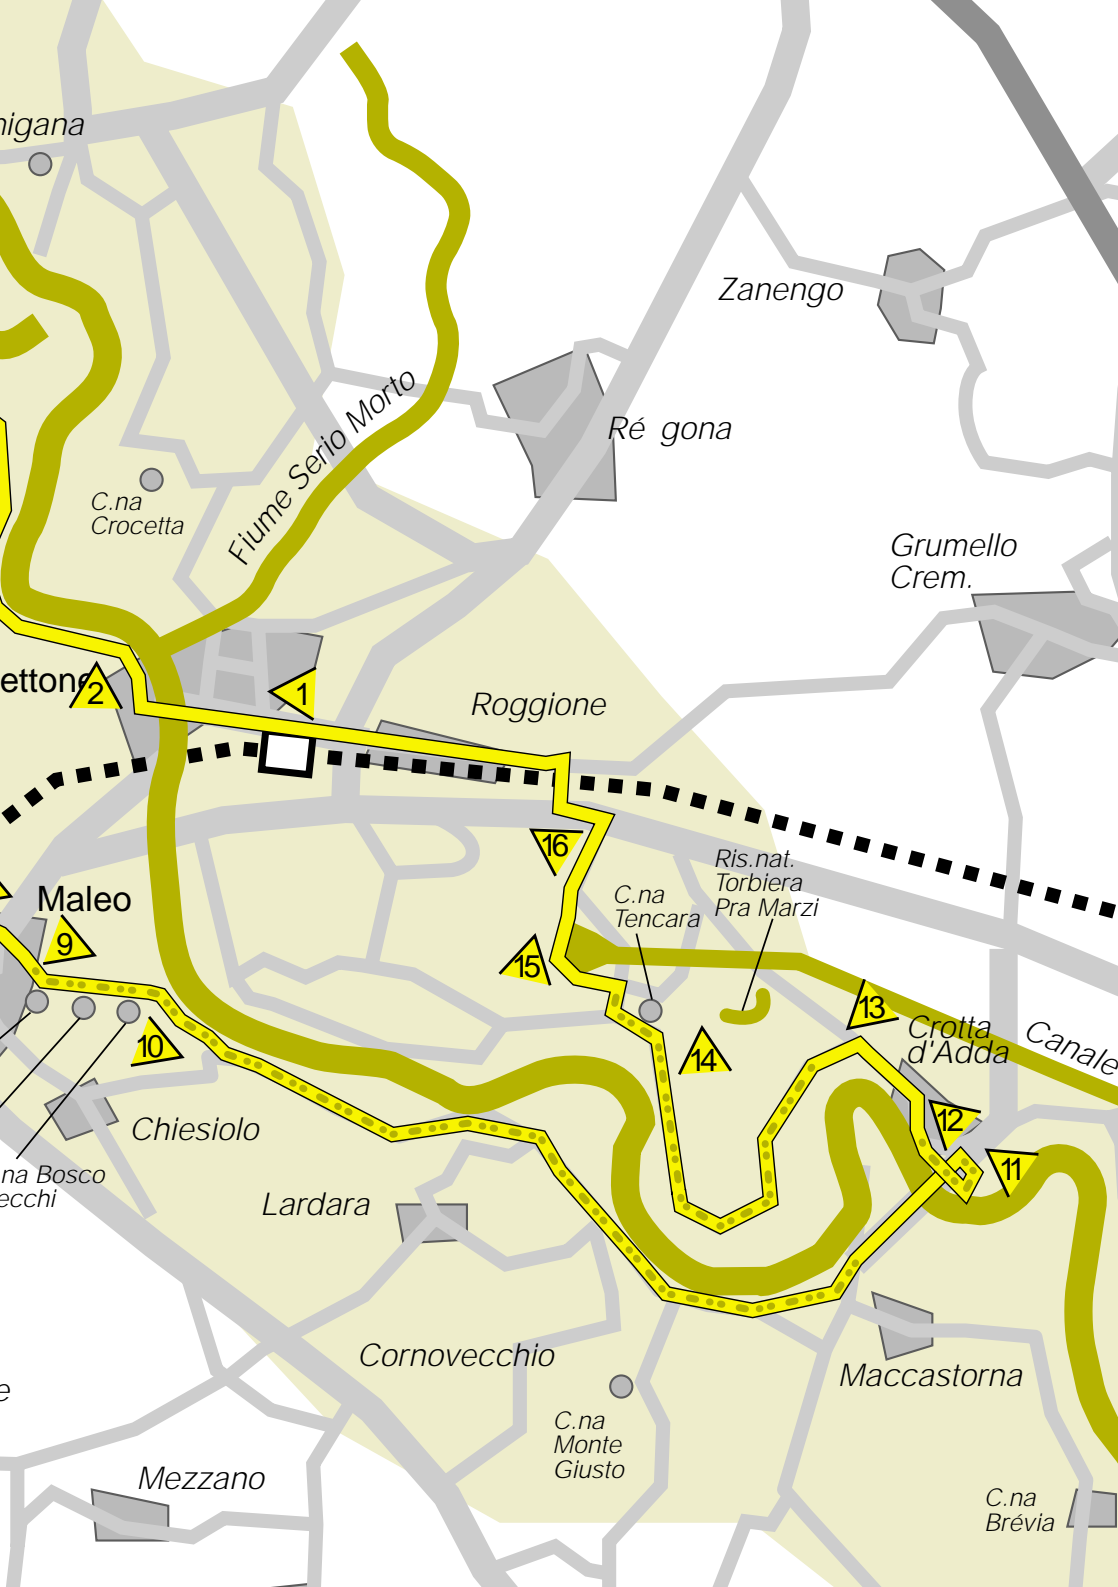 nigana
Zanengo
Fiume Serio Morto
Ré gona
C.na
Crocetta
Grumello
Crem.
ettone
2
1
Roggione
16
Ris.nat.
Torbiera
Pra Marzi
C.na
Tencara
Maleo
9
15
13
Crotta
d'Adda
Canale
10
14
12
Chiesiolo
11
na Bosco
ecchi
Lardara
Cornovecchio
Maccastorna
e
C.na
Monte
Giusto
Mezzano
C.na
Brévia